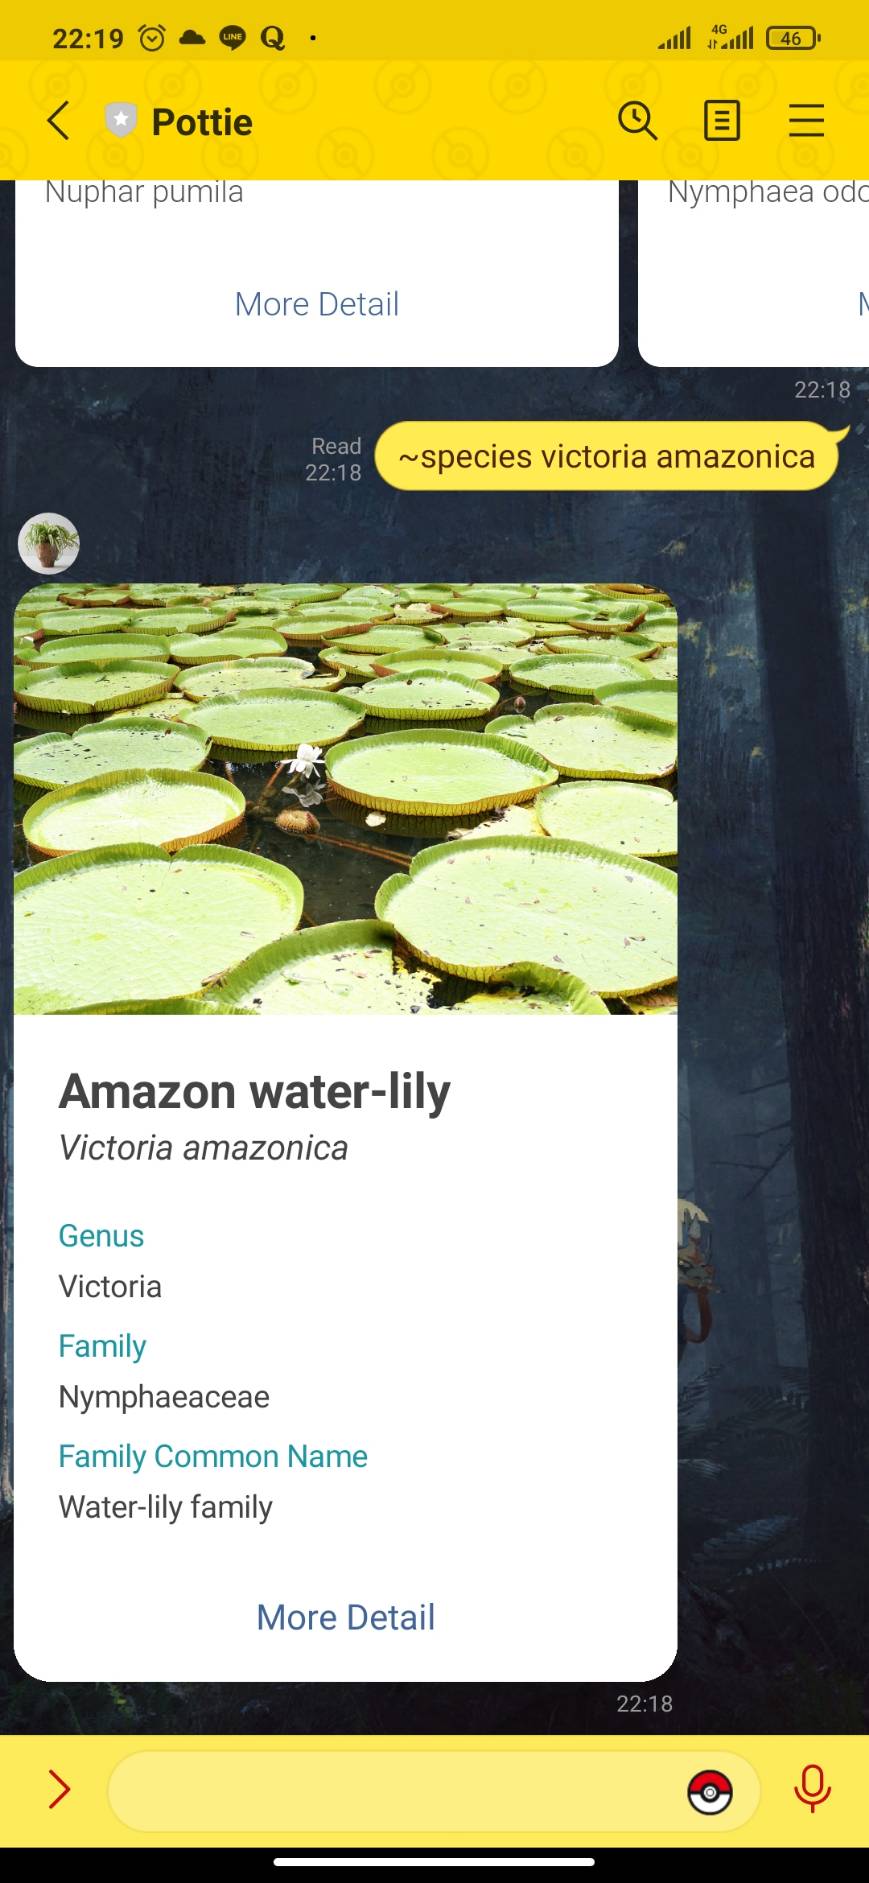 22:19 LINE Q 4G 46
Pottie
Nuphar pumila
Nymphaea odo
More Detail
22:18
Read
22:18
~species victoria amazonica
Amazon water-lily
Victoria amazonica
Genus
Victoria
Family
Nymphaeaceae
Family Common Name
Water-lily family
More Detail
22:18